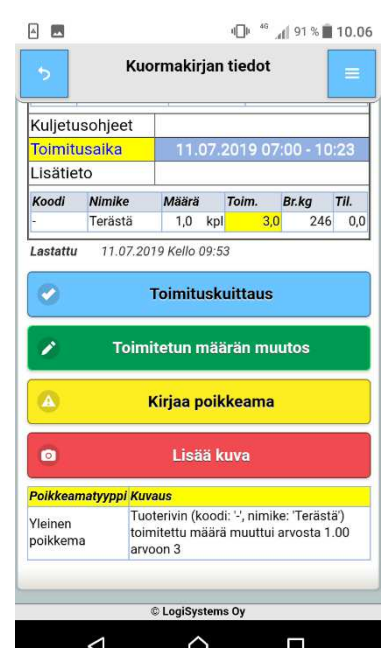 4G 91 % 10.06
Kuormakirjan tiedot
Kuljetusohjeet
Toimitusaika 11.07.2019 07:00 - 10:23
Lisätieto
Koodi Nimike Määrä Toim. Br.kg Til.
- Terästä 1,0 kpl 3,0 246 0,0
Lastattu 11.07.2019 Kello 09:53
Toimituskuittaus
Toimitetun määrän muutos
Kirjaa poikkeama
Lisää kuva
Poikkeamatyyppi Kuvaus
Yleinen poikkema
Tuoterivin (koodi: '-', nimike: 'Terästä')
toimitettu määrä muuttui arvosta 1.00
arvoon 3
© LogiSystems Oy